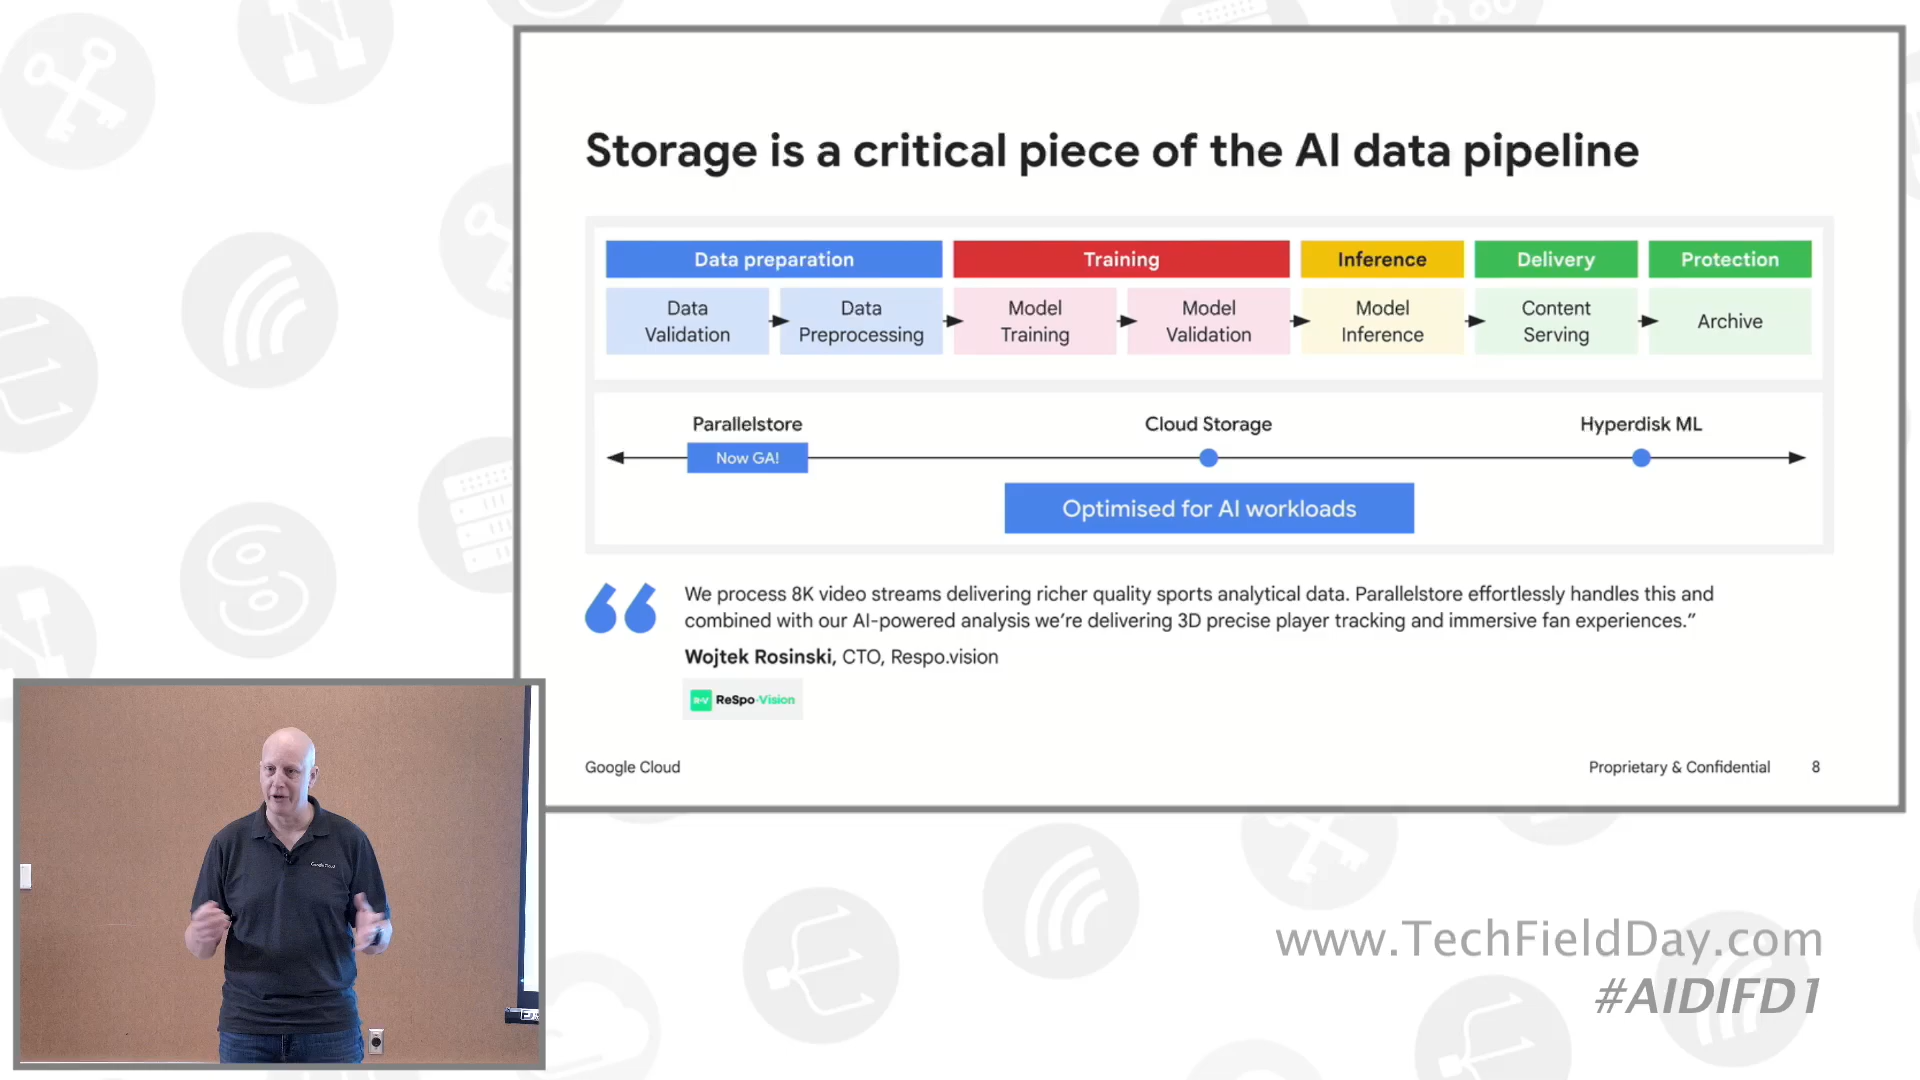 Storage is a critical piece of the AI data pipeline
Data preparation
Training
Inference
Delivery
Protection
Data
Validation
Data
Preprocessing
Model
Training
Model
Validation
Model
Inference
Content
Serving
Archive
Parallelstore
Cloud Storage
Hyperdisk ML
Now GA!
Optimised for AI workloads
We process 8K video streams delivering richer quality sports analytical data. Parallelstore effortlessly handles this and
combined with our AI-powered analysis we’re delivering 3D precise player tracking and immersive fan experiences.”
Wojtek Rosinski, CTO, Respo.vision
R•V ReSpo•Vision
Google Cloud
Proprietary & Confidential
8
Google Cloud
www.TechFieldDay.com
#AIDIFD1